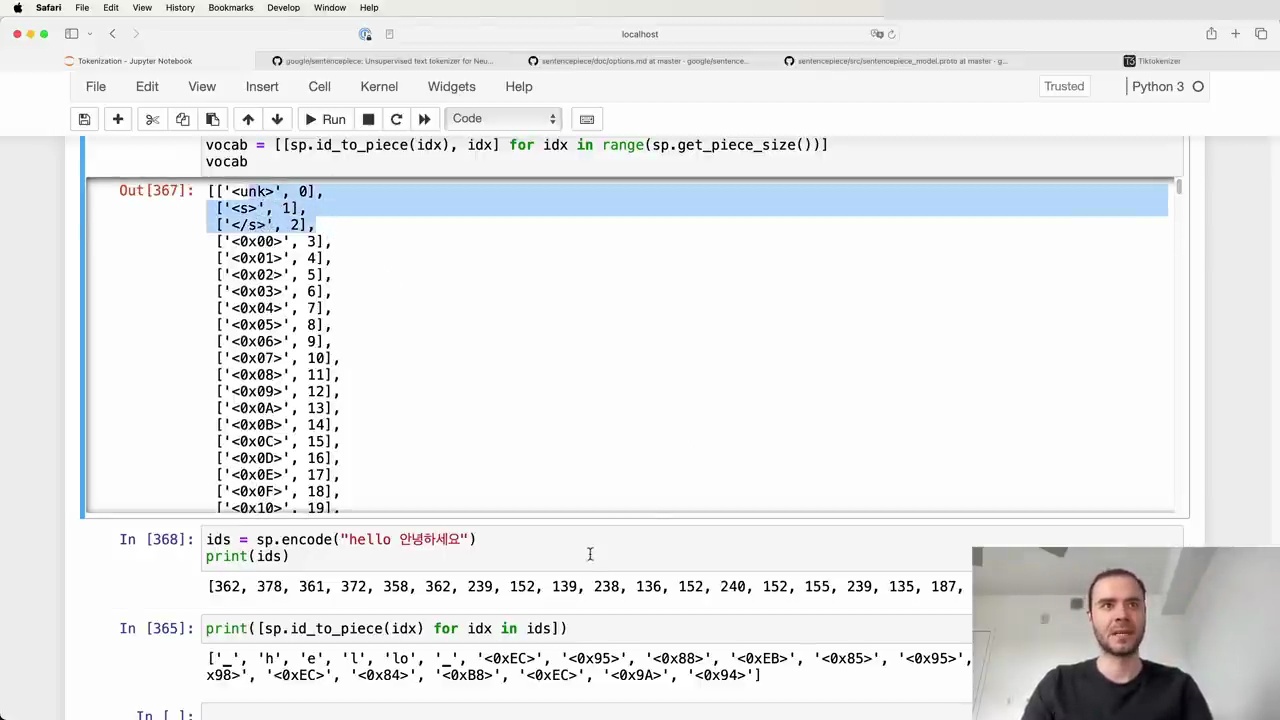 Safari File Edit View History Bookmarks Develop Window Help
localhost
Tokenization - Jupyter Notebook
google/sentencepiece: Unsupervised text tokenizer for Neu...
sentencepiece/doc/options.md at master · google/sentence...
sentencepiece/src/sentencepiece_model.proto at master · g...
Tiktokenizer
File Edit View Insert Cell Kernel Widgets Help
Trusted
Python 3
Run
Code
vocab = [[sp.id_to_piece(idx), idx] for idx in range(sp.get_piece_size())]
vocab
Out[367]: [['<unk>', 0],
['<s>', 1],
['</s>', 2],
['<0x00>', 3],
['<0x01>', 4],
['<0x02>', 5],
['<0x03>', 6],
['<0x04>', 7],
['<0x05>', 8],
['<0x06>', 9],
['<0x07>', 10],
['<0x08>', 11],
['<0x09>', 12],
['<0x0A>', 13],
['<0x0B>', 14],
['<0x0C>', 15],
['<0x0D>', 16],
['<0x0E>', 17],
['<0x0F>', 18],
['<0x10>', 19],
In [368]: ids = sp.encode("hello 안녕하세요")
print(ids)
[362, 378, 361, 372, 358, 362, 239, 152, 139, 238, 136, 152, 240, 152, 155, 239, 135, 187,
In [365]: print([sp.id_to_piece(idx) for idx in ids])
['▁', 'h', 'e', 'l', 'lo', '▁', '<0xEC>', '<0x95>', '<0x88>', '<0xEB>', '<0x85>', '<0x95>',
x98>', '<0xEC>', '<0x84>', '<0xB8>', '<0xEC>', '<0x9A>', '<0x94>']
In [ ]: